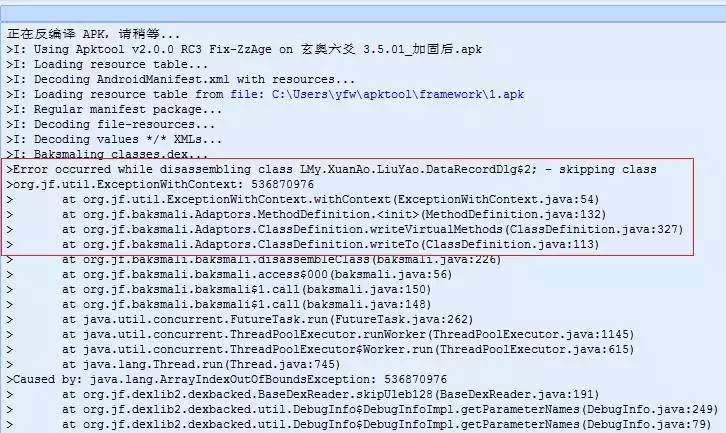 正在反编译 APK，请稍等...
>I: Using Apktool v2.0.0 RC3 Fix-ZzAge on 玄奥六爻 3.5.01_加固后.apk
>I: Loading resource table...
>I: Decoding AndroidManifest.xml with resources...
>I: Loading resource table from file: C:\Users\yfw\apktool\framework\1.apk
>I: Regular manifest package...
>I: Decoding file-resources...
>I: Decoding values */* XMLs...
>I: Baksmaling classes.dex...
>Error occurred while disassembling class LMy.XuanAo.LiuYao.DataRecordDlg$2; - skipping class
>org.jf.util.ExceptionWithContext: 536870976
> at org.jf.util.ExceptionWithContext.withContext(ExceptionWithContext.java:54)
> at org.jf.baksmali.Adaptors.MethodDefinition.<init>(MethodDefinition.java:132)
> at org.jf.baksmali.Adaptors.ClassDefinition.writeVirtualMethods(ClassDefinition.java:327)
> at org.jf.baksmali.Adaptors.ClassDefinition.writeTo(ClassDefinition.java:113)
> at org.jf.baksmali.baksmali.disassembleClass(baksmali.java:226)
> at org.jf.baksmali.baksmali.access$000(baksmali.java:56)
> at org.jf.baksmali.baksmali$1.call(baksmali.java:150)
> at org.jf.baksmali.baksmali$1.call(baksmali.java:148)
> at java.util.concurrent.FutureTask.run(FutureTask.java:262)
> at java.util.concurrent.ThreadPoolExecutor.runWorker(ThreadPoolExecutor.java:1145)
> at java.util.concurrent.ThreadPoolExecutor$Worker.run(ThreadPoolExecutor.java:615)
> at java.lang.Thread.run(Thread.java:745)
>Caused by: java.lang.ArrayIndexOutOfBoundsException: 536870976
> at org.jf.dexlib2.dexbacked.BaseDexReader.skipUleb128(BaseDexReader.java:191)
> at org.jf.dexlib2.dexbacked.util.DebugInfo$DebugInfoImpl.getParameterNames(DebugInfo.java:249)
> at org.jf.dexlib2.dexbacked.util.DebugInfo$DebugInfoImpl.getParameterNames(DebugInfo.java:79)